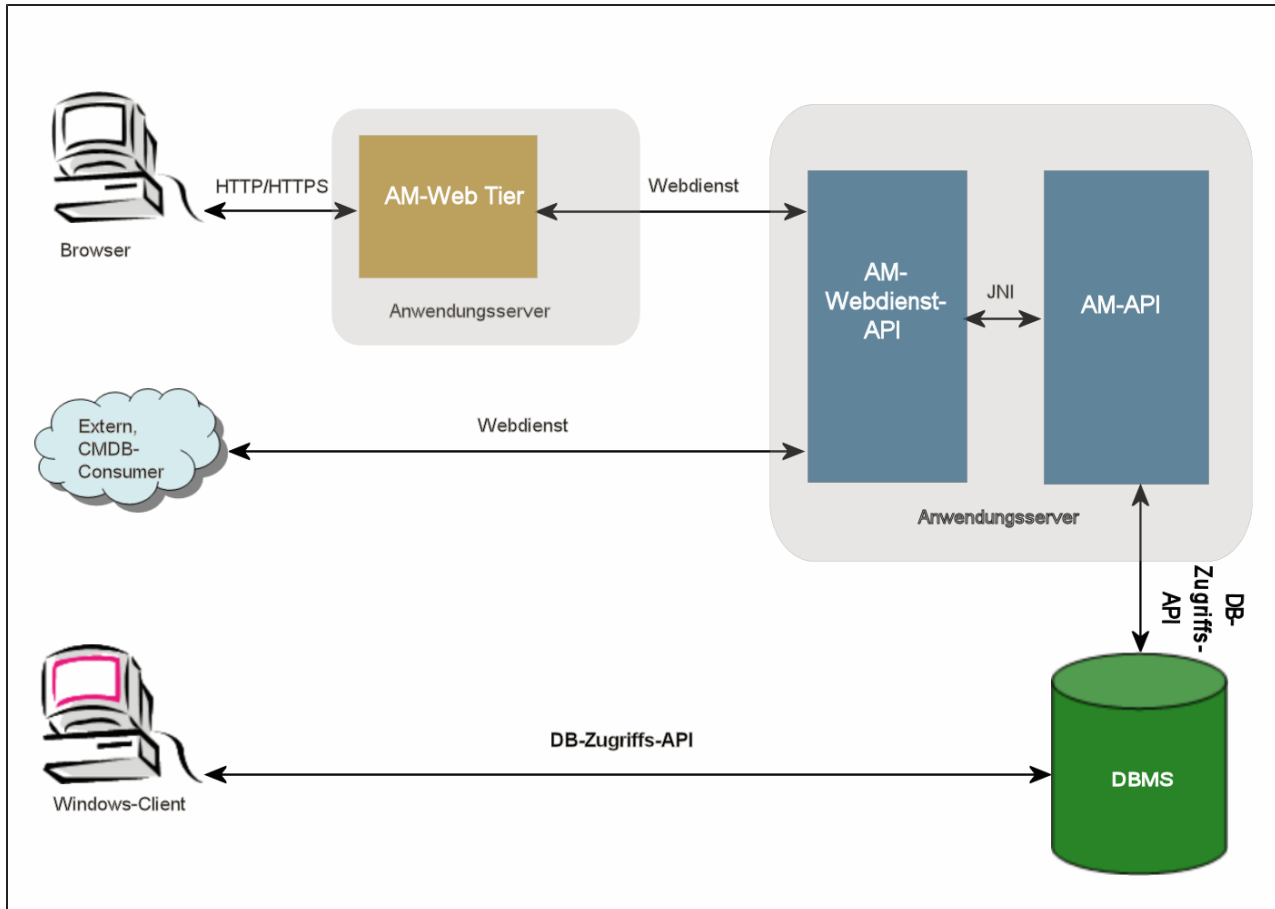 HTTP/HTTPS
Browser
AM-Web Tier
Anwendungsserver
Webdienst
AM-
Webdienst-
API
JNI
AM-API
Anwendungsserver
Extern,
CMDB-
Consumer
Webdienst
DB-
Zugriffs-
API
Windows-Client
DB-Zugriffs-API
DBMS